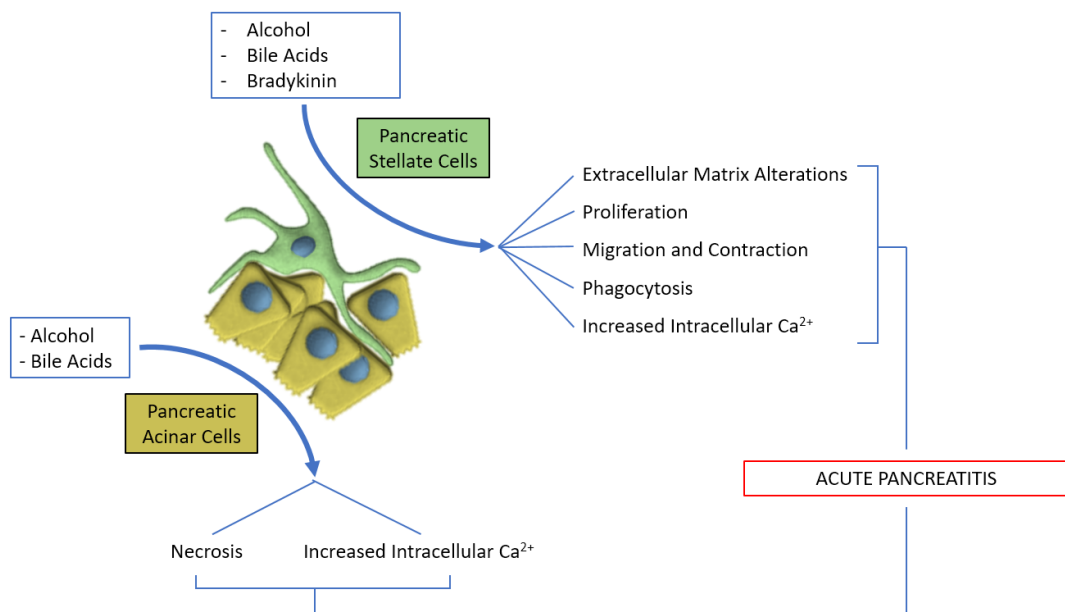 - Alcohol
- Bile Acids
- Bradykinin
Pancreatic
Stellate Cells
Extracellular Matrix Alterations
Proliferation
Migration and Contraction
Phagocytosis
Increased Intracellular Ca²⁺
- Alcohol
- Bile Acids
Pancreatic
Acinar Cells
ACUTE PANCREATITIS
Necrosis
Increased Intracellular Ca²⁺